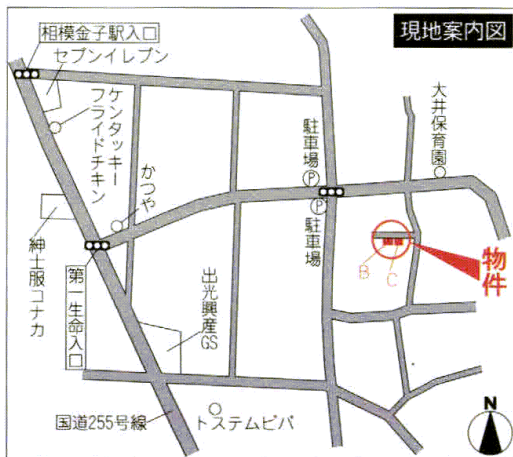 現地案内図
相模金子駅入口
セブンイレブン
ケンタッキー
フライドチキン
かつや
大井保育園
駐車場
P
P
駐車場
紳士服コナカ
第一生命入口
出光興産GS
B
C
物件
国道255号線
トステムビバ
N